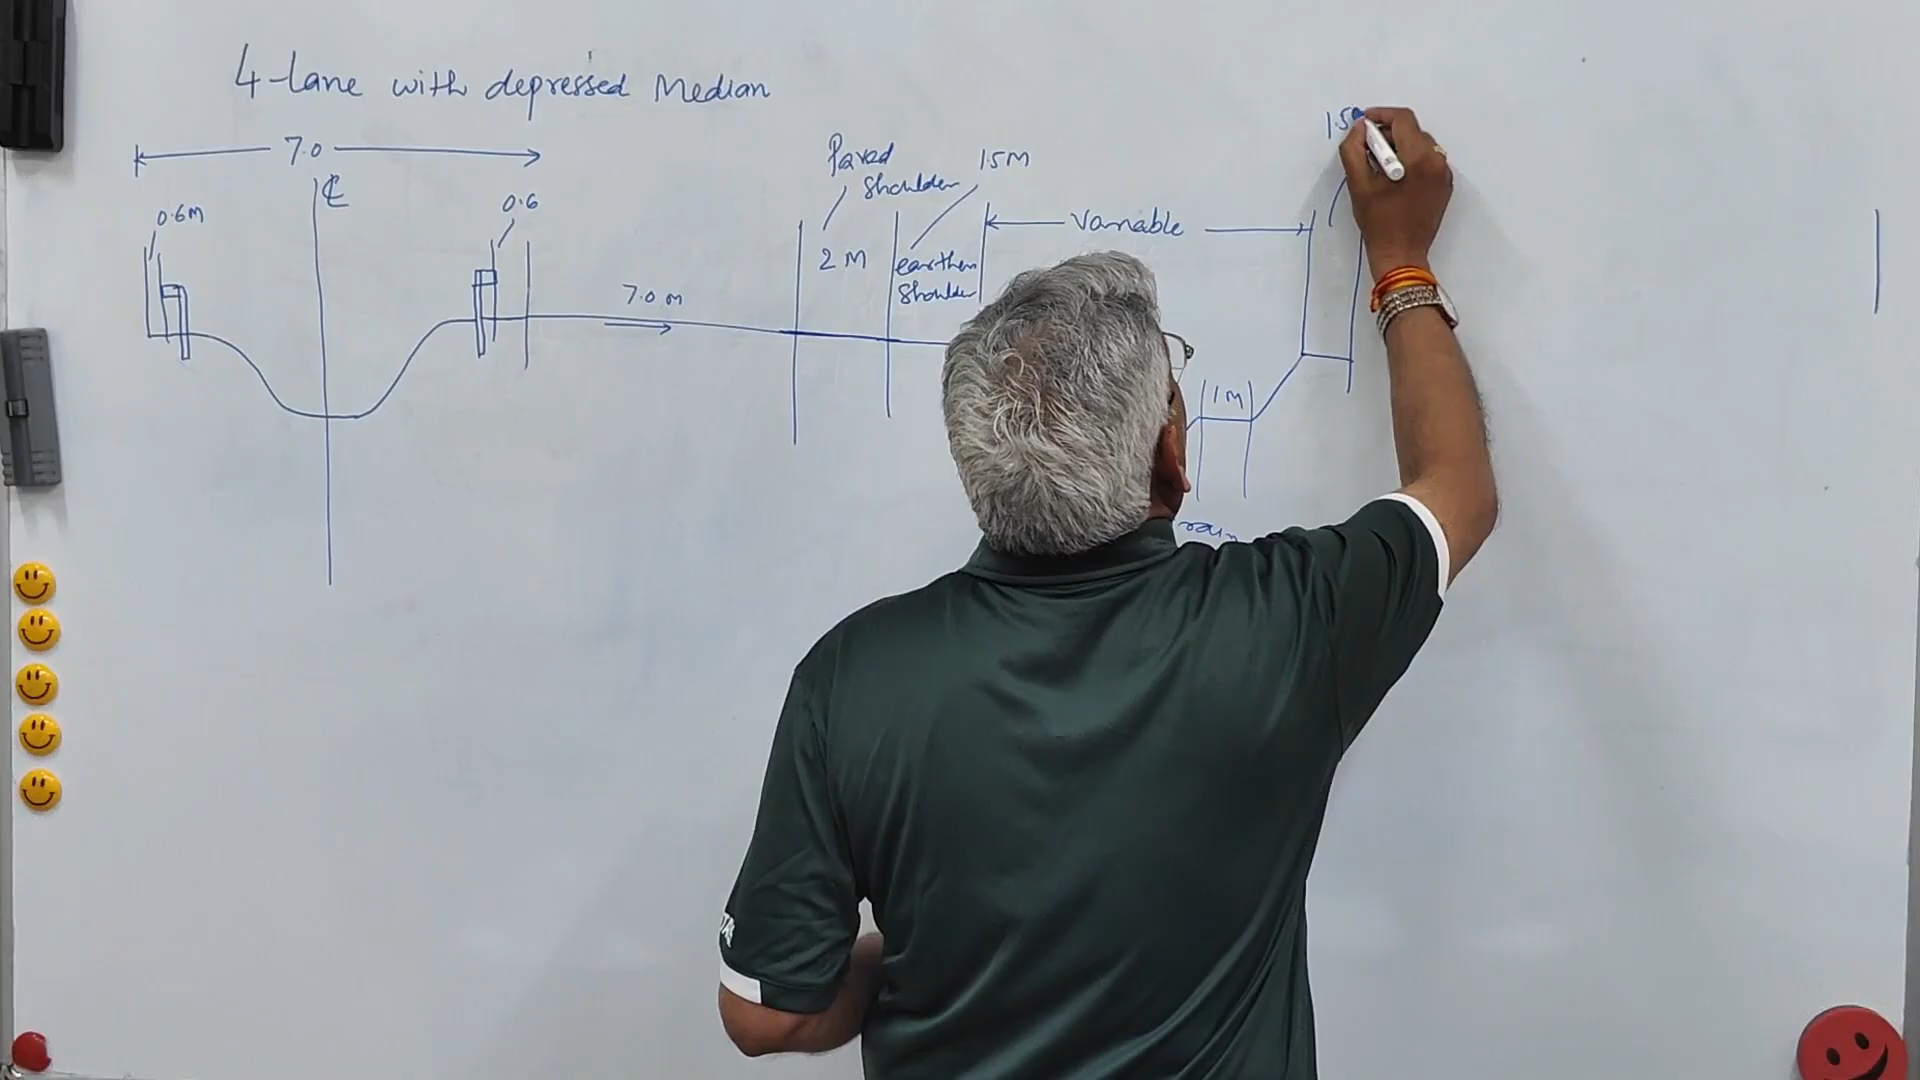 4-lane with depressed Median
7.0
℄
0.6M
0.6
7.0 m
Paved
Shoulder
2 M
1.5M
earthen
Shoulder
Variable
1 M
1.5